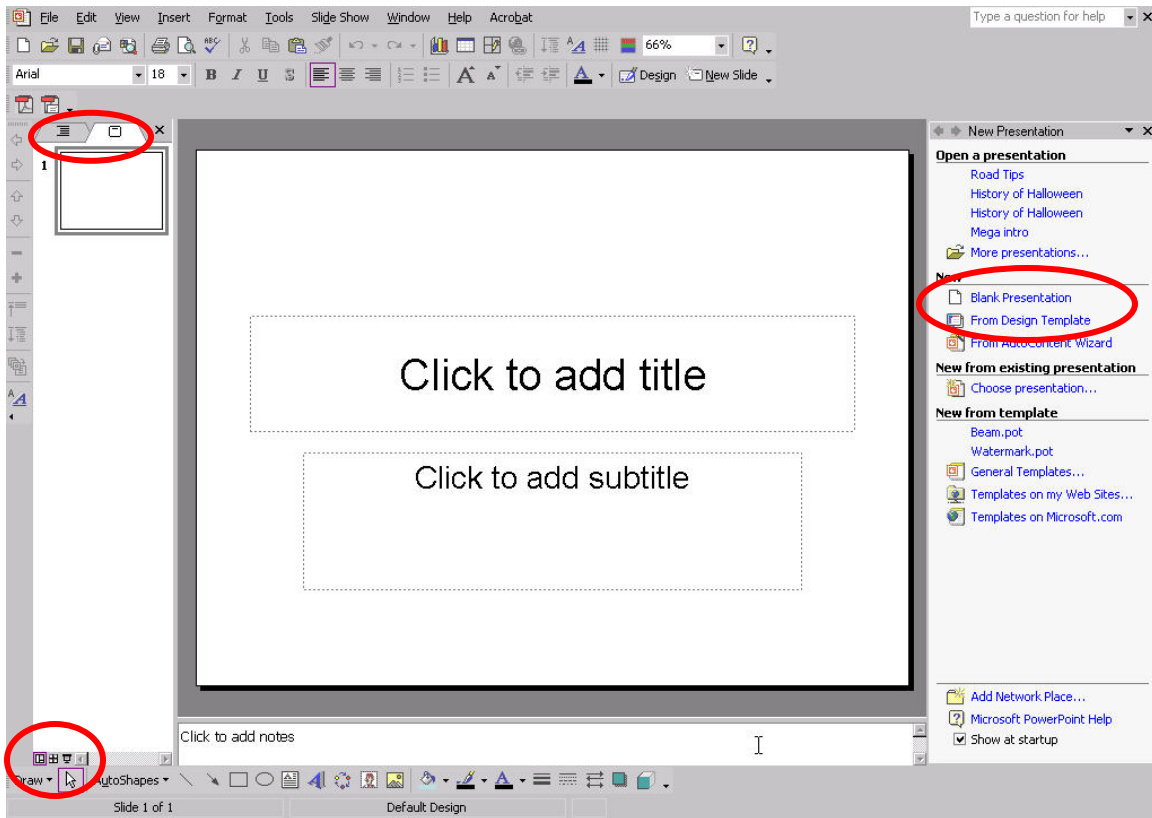 File Edit View Insert Format Tools Slide Show Window Help Acrobat Type a question for help
66%
Arial 18 B I U S A A A Design New Slide
1
New Presentation
Open a presentation
Road Tips
History of Halloween
History of Halloween
Mega intro
More presentations...
New
Blank Presentation
From Design Template
From AutoContent Wizard
New from existing presentation
Choose presentation...
New from template
Beam.pot
Watermark.pot
General Templates...
Templates on my Web Sites...
Templates on Microsoft.com
Click to add title
Click to add subtitle
Add Network Place...
Microsoft PowerPoint Help
Show at startup
Click to add notes
Draw AutoShapes
Slide 1 of 1 Default Design